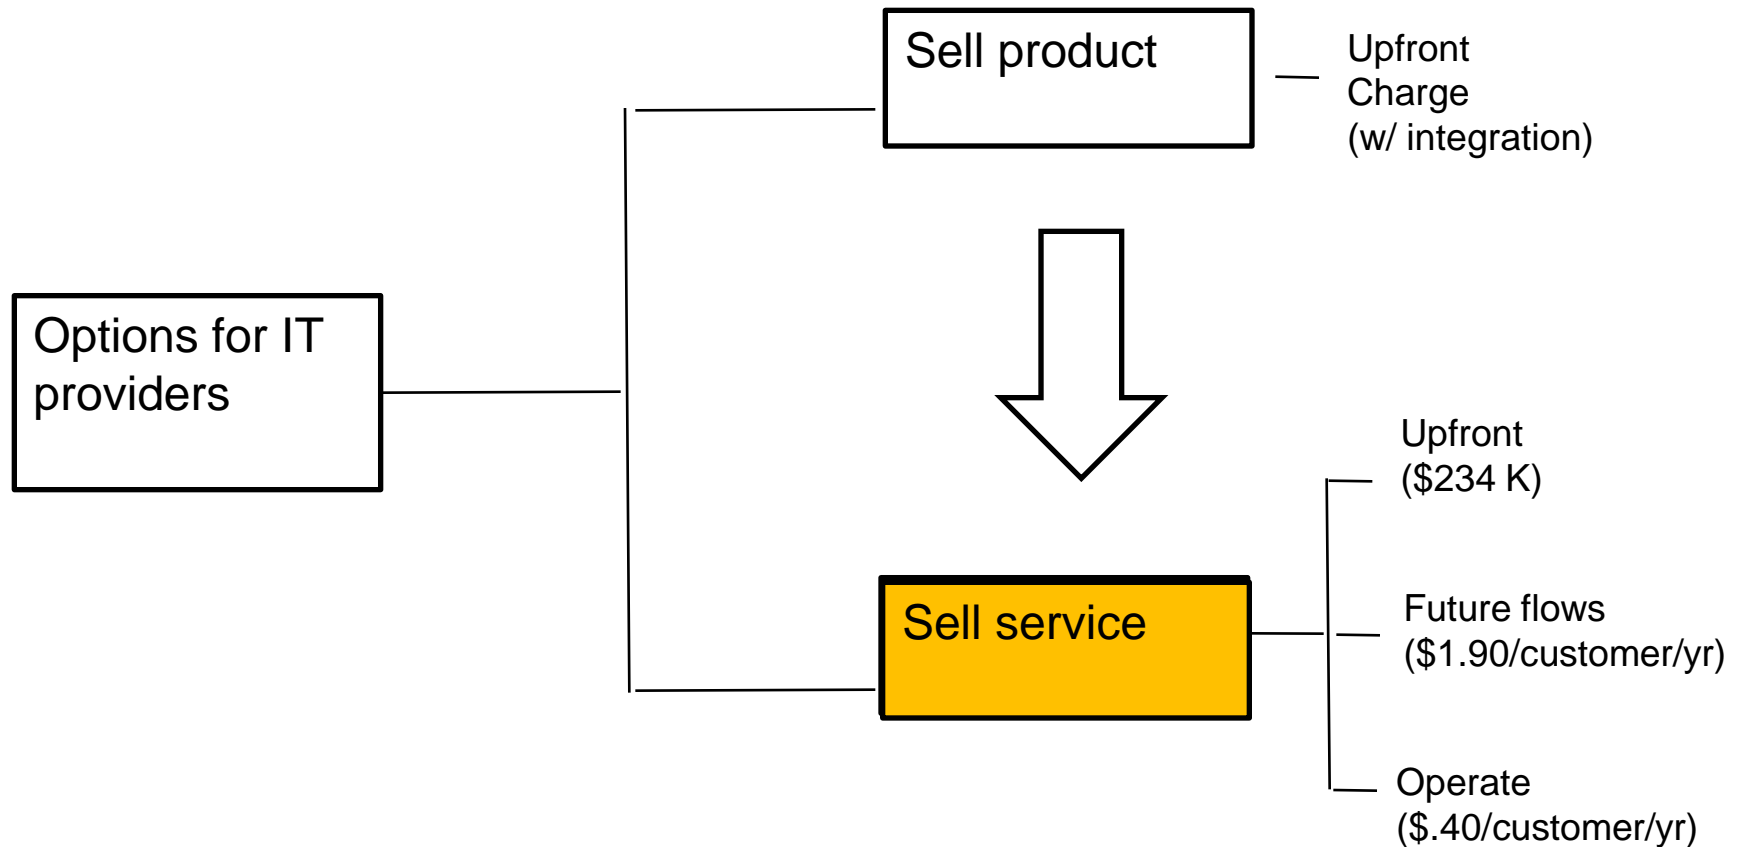 Sell product
Upfront
Charge
(w/ integration)
Options for IT
providers
Upfront
($234 K)
Sell service
Future flows
($1.90/customer/yr)
Operate
($.40/customer/yr)